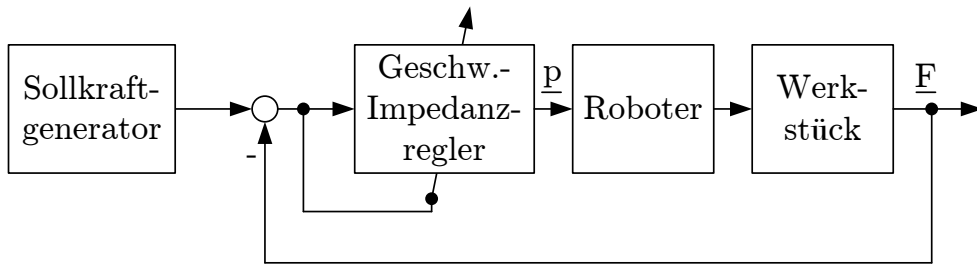 Sollkraft-
generator
-
Geschw.-
Impedanz-
regler
p
Roboter
Werk-
stück
F